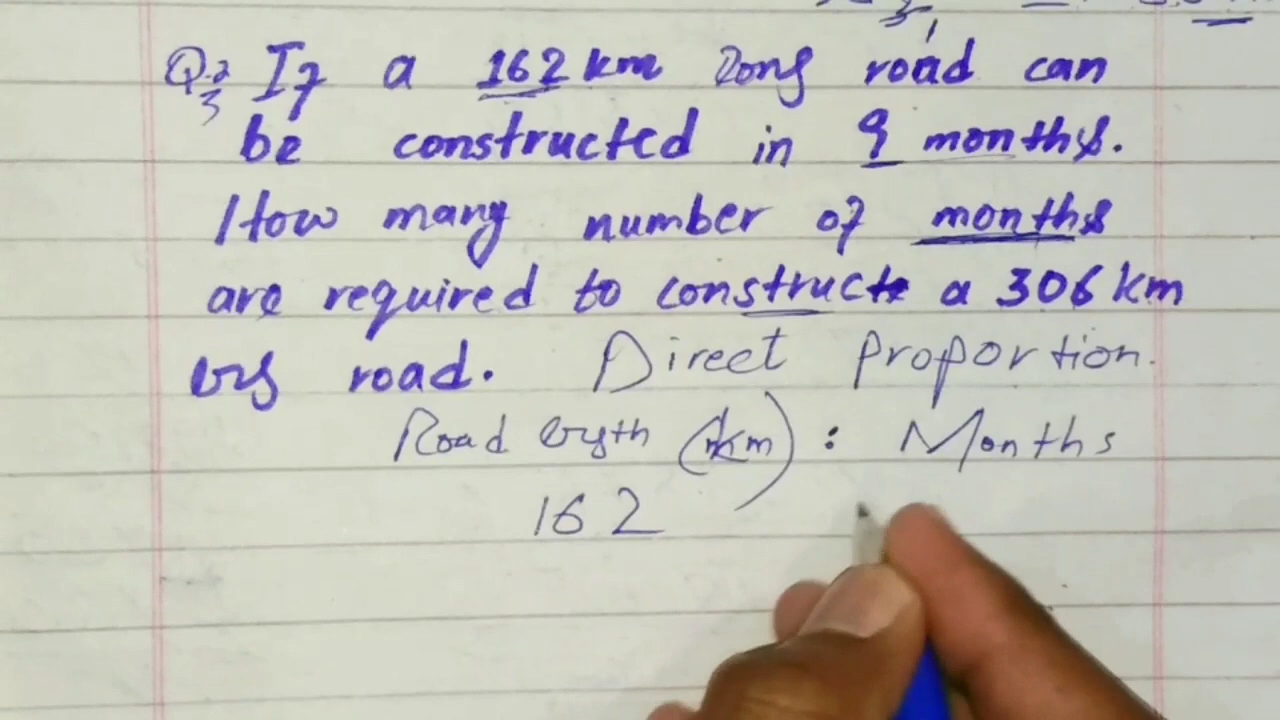 Q.3 If a 162 km long road can
be constructed in 9 months.
How many number of months
are required to construct a 306 km
long road. Direct proportion.
Road length (km) : Months
162